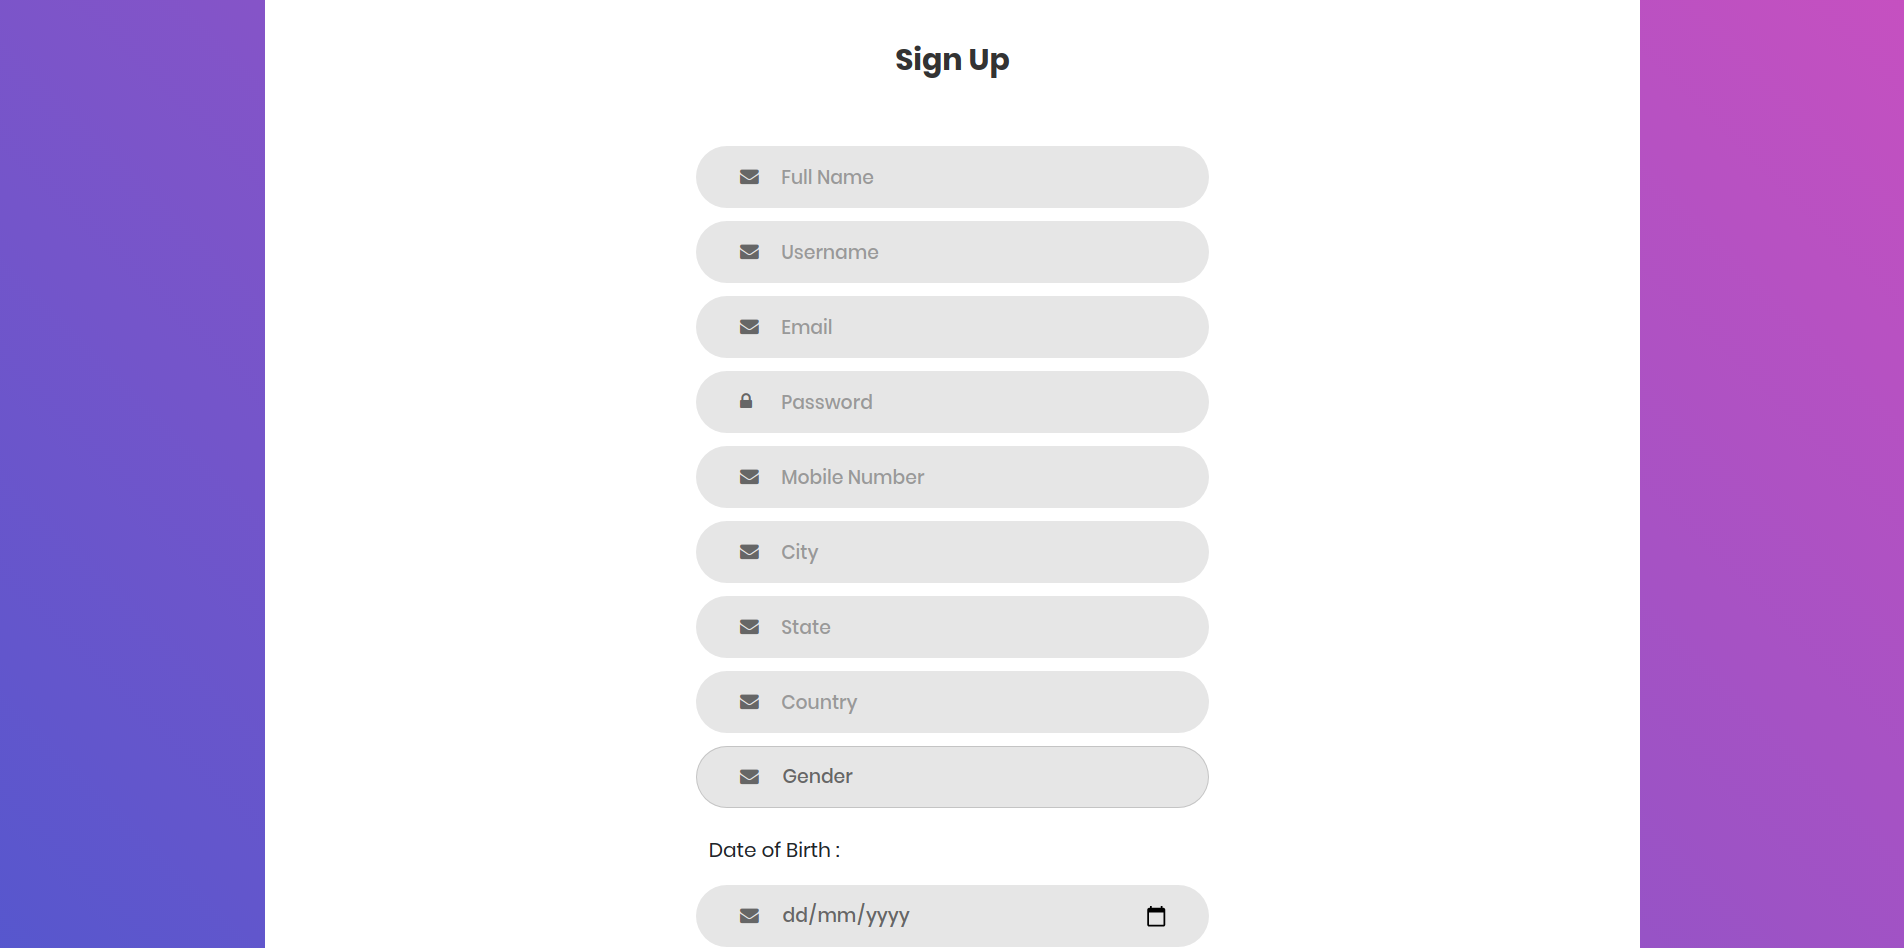 Sign Up
Full Name
Username
Email
Password
Mobile Number
City
State
Country
Gender
Date of Birth :
dd/mm/yyyy